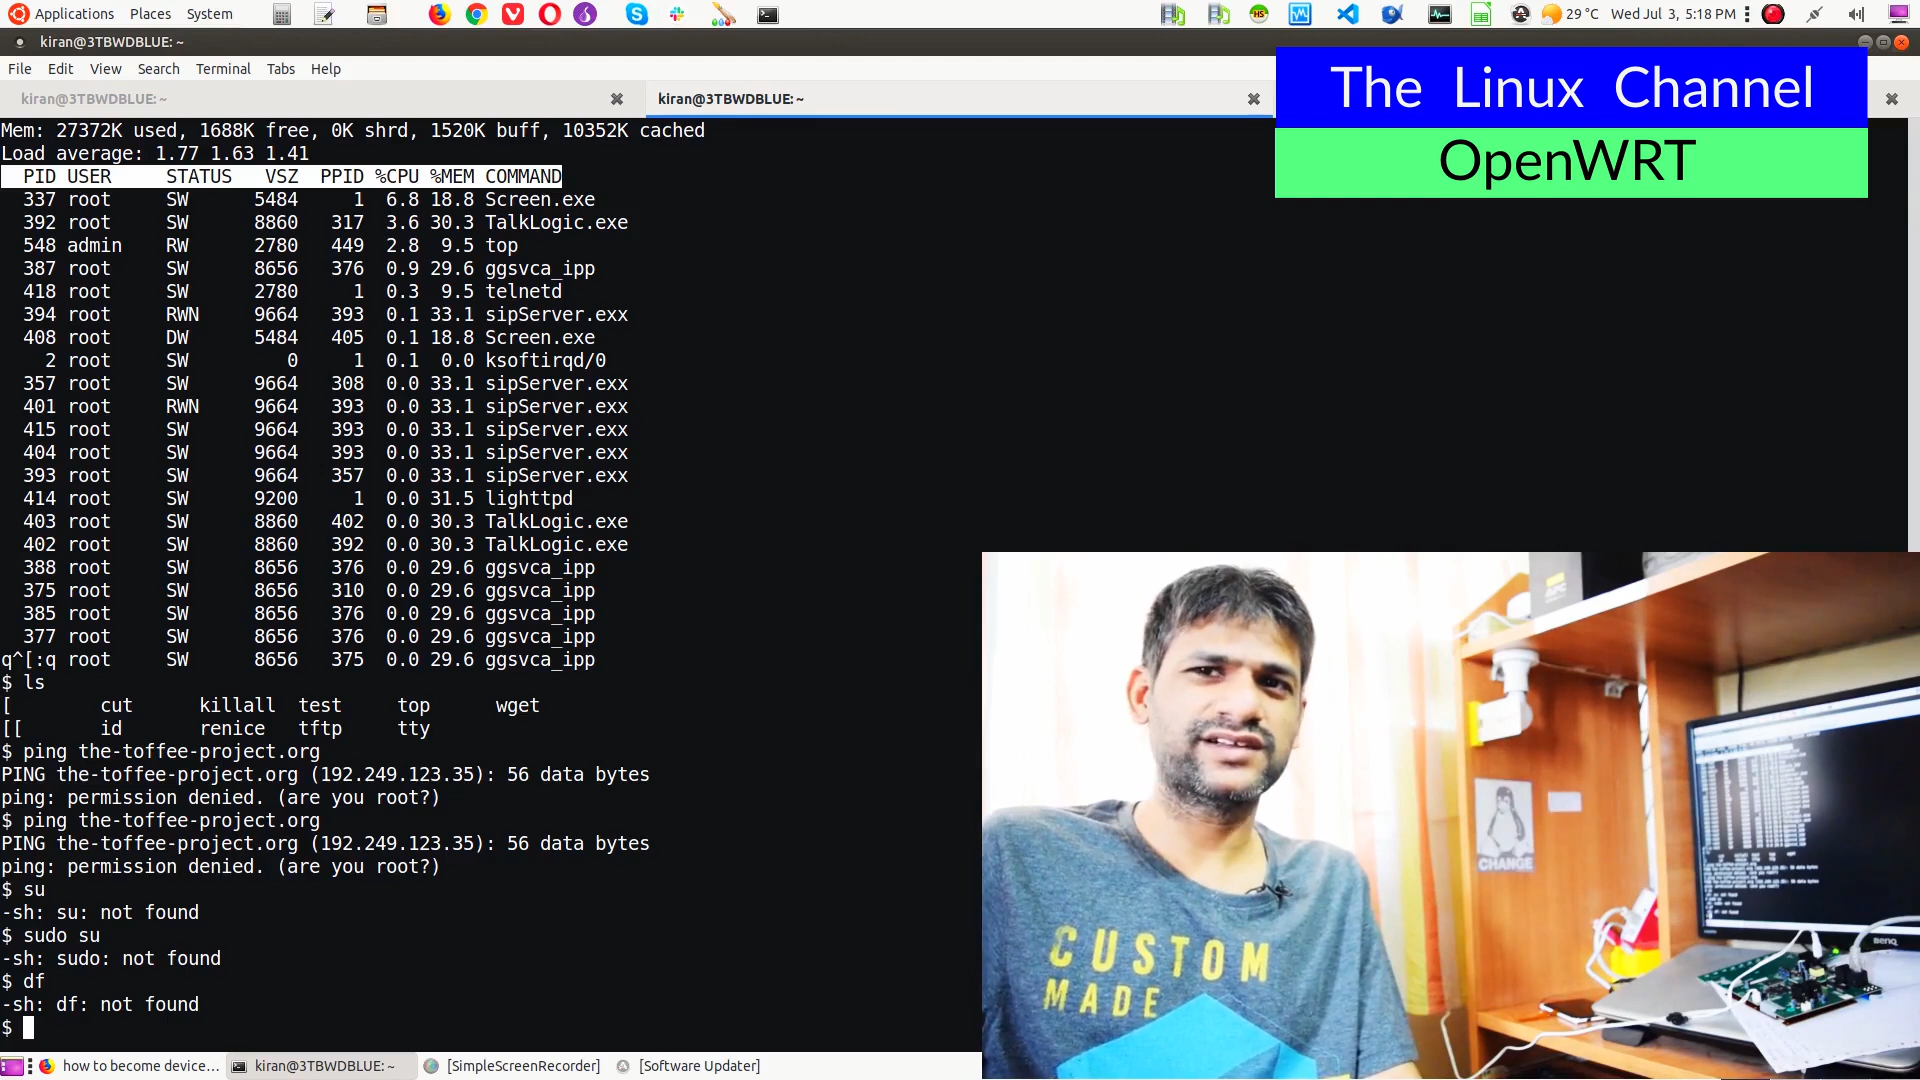 Applications Places System
29 °C Wed Jul 3, 5:18 PM
kiran@3TBWDBLUE: ~
File Edit View Search Terminal Tabs Help
kiran@3TBWDBLUE: ~
kiran@3TBWDBLUE: ~
The Linux Channel
OpenWRT
Mem: 27372K used, 1688K free, 0K shrd, 1520K buff, 10352K cached
Load average: 1.77 1.63 1.41
PID USER STATUS VSZ PPID %CPU %MEM COMMAND
337 root SW 5484 1 6.8 18.8 Screen.exe
392 root SW 8860 317 3.6 30.3 TalkLogic.exe
548 admin RW 2780 449 2.8 9.5 top
387 root SW 8656 376 0.9 29.6 ggsvca_ipp
418 root SW 2780 1 0.3 9.5 telnetd
394 root RWN 9664 393 0.1 33.1 sipServer.exx
408 root DW 5484 405 0.1 18.8 Screen.exe
2 root SW 0 1 0.1 0.0 ksoftirqd/0
357 root SW 9664 308 0.0 33.1 sipServer.exx
401 root RWN 9664 393 0.0 33.1 sipServer.exx
415 root SW 9664 393 0.0 33.1 sipServer.exx
404 root SW 9664 393 0.0 33.1 sipServer.exx
393 root SW 9664 357 0.0 33.1 sipServer.exx
414 root SW 9200 1 0.0 31.5 lighttpd
403 root SW 8860 402 0.0 30.3 TalkLogic.exe
402 root SW 8860 392 0.0 30.3 TalkLogic.exe
388 root SW 8656 376 0.0 29.6 ggsvca_ipp
375 root SW 8656 310 0.0 29.6 ggsvca_ipp
385 root SW 8656 376 0.0 29.6 ggsvca_ipp
377 root SW 8656 376 0.0 29.6 ggsvca_ipp
q^[:q root SW 8656 375 0.0 29.6 ggsvca_ipp
$ ls
[ cut killall test top wget
[[ id renice tftp tty
$ ping the-toffee-project.org
PING the-toffee-project.org (192.249.123.35): 56 data bytes
ping: permission denied. (are you root?)
$ ping the-toffee-project.org
PING the-toffee-project.org (192.249.123.35): 56 data bytes
ping: permission denied. (are you root?)
$ su
-sh: su: not found
$ sudo su
-sh: sudo: not found
$ df
-sh: df: not found
$
APC
CHANGE
CUSTOM
MADE
BenQ
how to become device...
kiran@3TBWDBLUE: ~
[SimpleScreenRecorder]
[Software Updater]